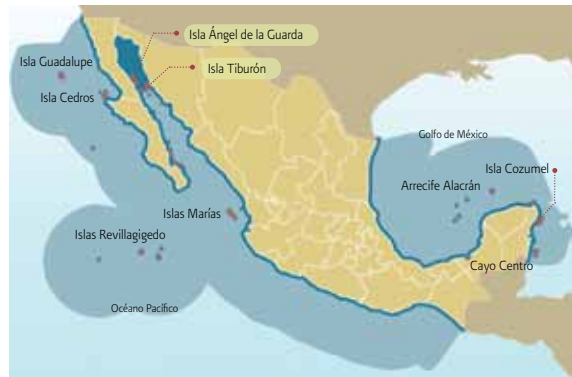 Isla Ángel de la Guarda
Isla Guadalupe
Isla Tiburón
Isla Cedros
Golfo de México
Isla Cozumel
Arrecife Alacrán
Islas Marías
Islas Revillagigedo
Cayo Centro
Océano Pacífico